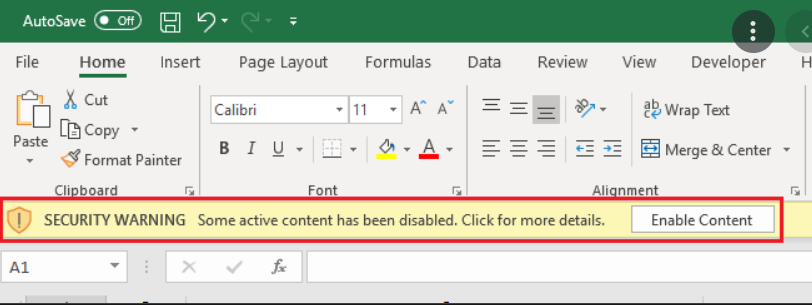 AutoSave Off
File Home Insert Page Layout Formulas Data Review View Developer H
Paste
Cut
Copy
Format Painter
Clipboard
Calibri 11 A A
B I U A
Font
ab Wrap Text
Merge & Center
Alignment
SECURITY WARNING Some active content has been disabled. Click for more details. Enable Content
A1 fx